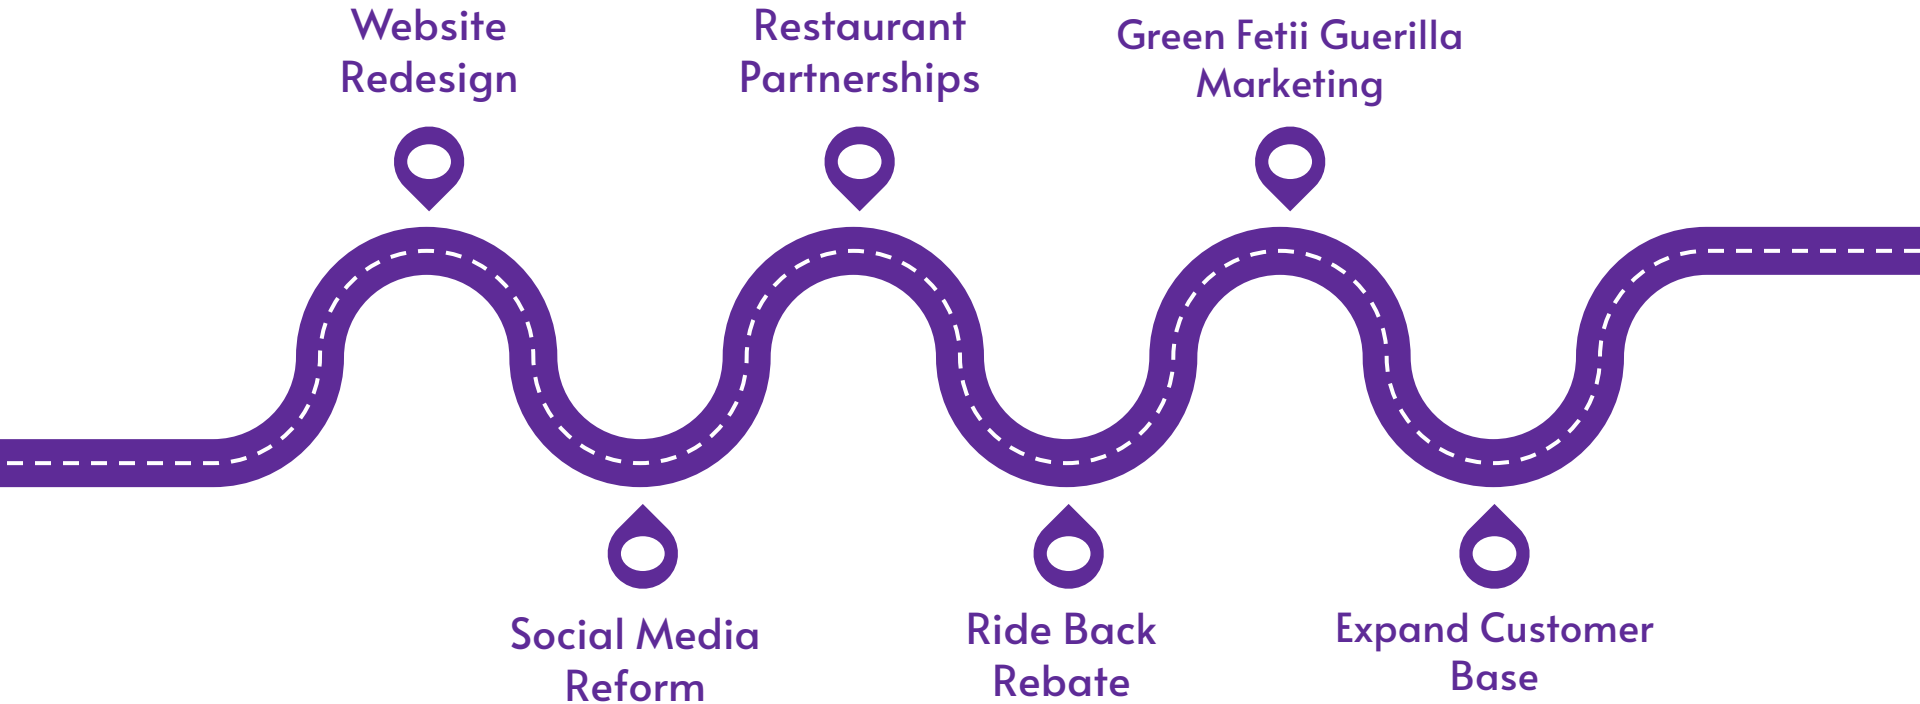 Website
Redesign
Restaurant
Partnerships
Green Fetii Guerilla
Marketing
Social Media
Reform
Ride Back
Rebate
Expand Customer
Base